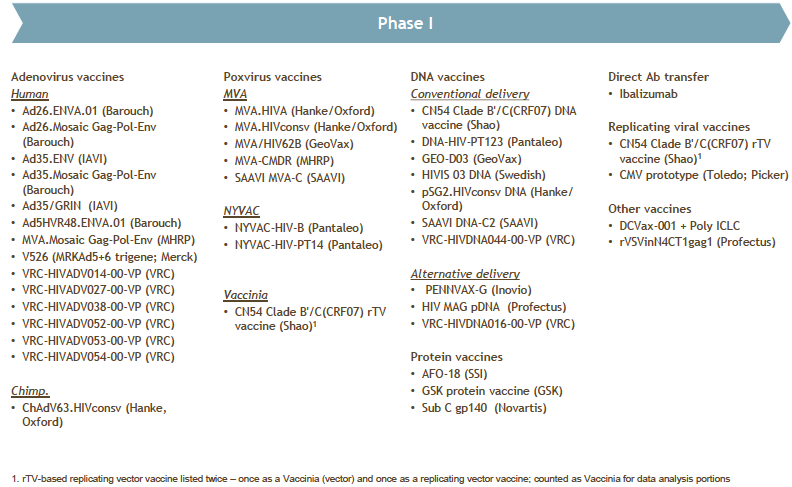 Phase I
Adenovirus vaccines
Human
• Ad26.ENVA.01 (Barouch)
• Ad26.Mosaic Gag-Pol-Env
(Barouch)
• Ad35.ENV (IAVI)
• Ad35.Mosaic Gag-Pol-Env
(Barouch)
• Ad35/GRIN (IAVI)
• Ad5HVR48.ENVA.01 (Barouch)
• MVA.Mosaic Gag-Pol-Env (MHRP)
• V526 (MRKAd5+6 trigene; Merck)
• VRC-HIVADV014-00-VP (VRC)
• VRC-HIVADV027-00-VP (VRC)
• VRC-HIVADV038-00-VP (VRC)
• VRC-HIVADV052-00-VP (VRC)
• VRC-HIVADV053-00-VP (VRC)
• VRC-HIVADV054-00-VP (VRC)
Chimp.
• ChAdV63.HIVconsv (Hanke,
Oxford)
Poxvirus vaccines
MVA
• MVA.HIVA (Hanke/Oxford)
• MVA.HIVconsv (Hanke/Oxford)
• MVA/HIV62B (GeoVax)
• MVA-CMDR (MHRP)
• SAAVI MVA-C (SAAVI)
NYVAC
• NYVAC-HIV-B (Pantaleo)
• NYVAC-HIV-PT14 (Pantaleo)
Vaccinia
• CN54 Clade B'/C(CRF07) rTV
vaccine (Shao)1
DNA vaccines
Conventional delivery
• CN54 Clade B'/C(CRF07) DNA
vaccine (Shao)
• DNA-HIV-PT123 (Pantaleo)
• GEO-D03 (GeoVax)
• HIVIS 03 DNA (Swedish)
• pSG2.HIVconsv DNA (Hanke/
Oxford)
• SAAVI DNA-C2 (SAAVI)
• VRC-HIVDNA044-00-VP (VRC)
Alternative delivery
• PENNVAX-G (Inovio)
• HIV MAG pDNA (Profectus)
• VRC-HIVDNA016-00-VP (VRC)
Protein vaccines
• AFO-18 (SSI)
• GSK protein vaccine (GSK)
• Sub C gp140 (Novartis)
Direct Ab transfer
• Ibalizumab
Replicating viral vaccines
• CN54 Clade B'/C(CRF07) rTV
vaccine (Shao)1
• CMV prototype (Toledo; Picker)
Other vaccines
• DCVax-001 + Poly ICLC
• rVSVinN4CT1gag1 (Profectus)
1. rTV-based replicating vector vaccine listed twice – once as a Vaccinia (vector) and once as a replicating vector vaccine; counted as Vaccinia for data analysis portions